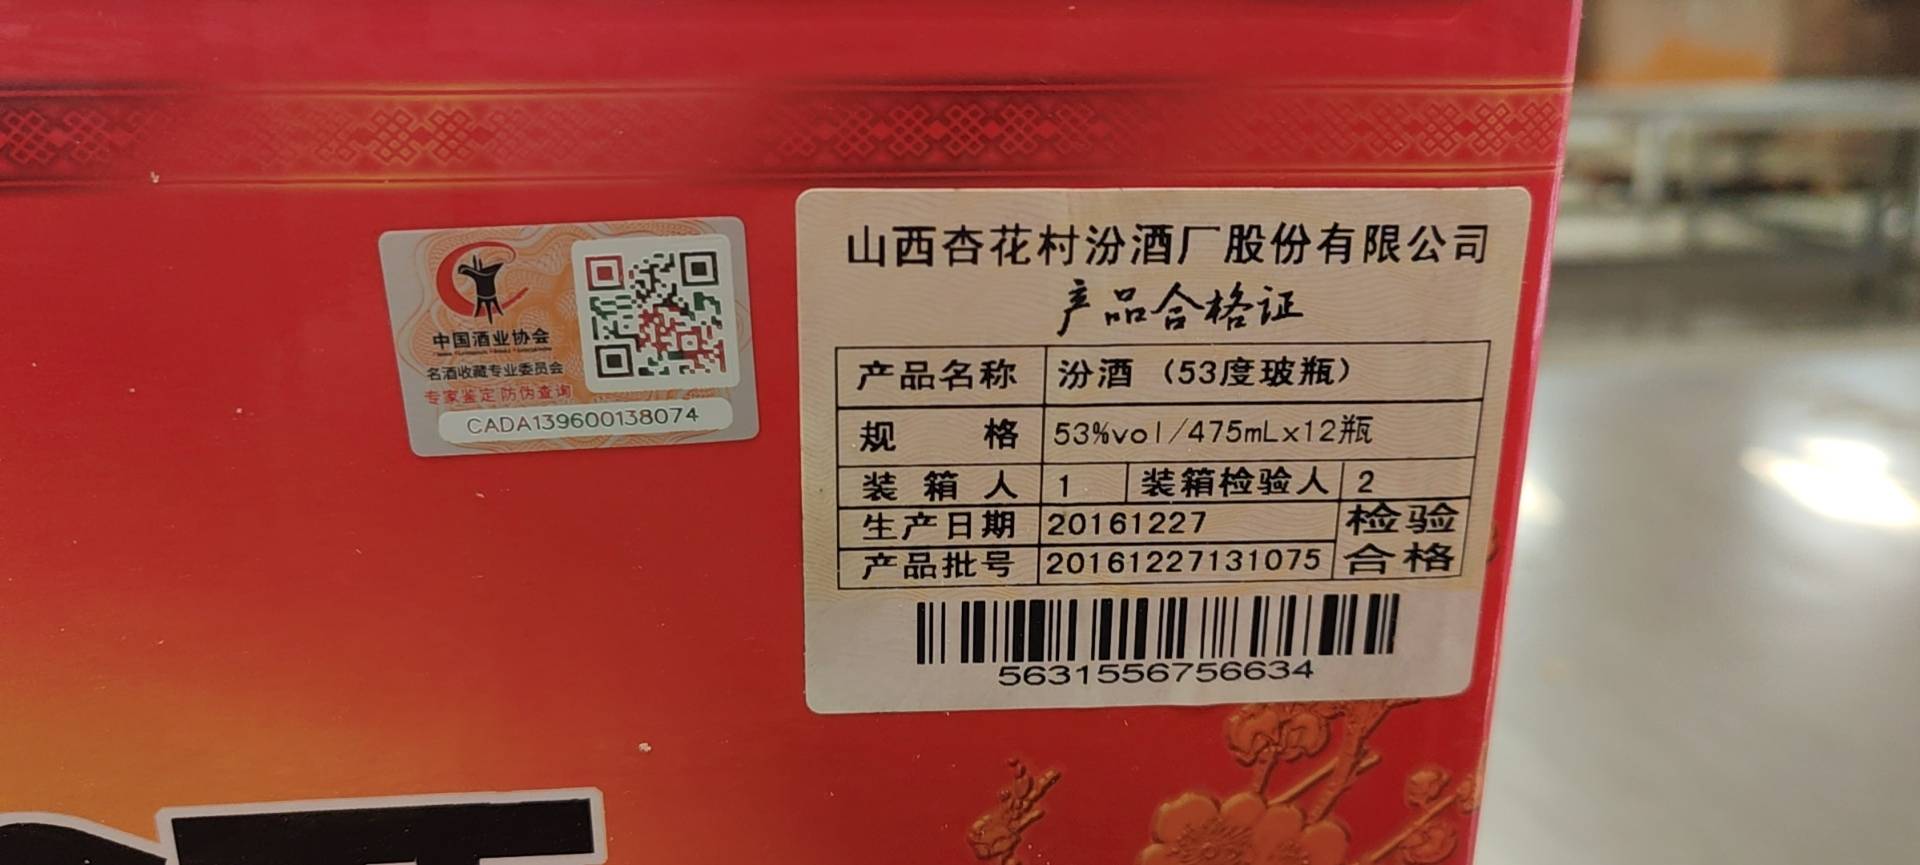 中国酒业协会
名酒收藏专业委员会
专家鉴定 防伪查询
CADA139600138074
山西杏花村汾酒厂股份有限公司
产品合格证
产品名称 汾酒（53度玻瓶）
规 格 53%vol/475mLx12瓶
装箱人 1 装箱检验人 2
生产日期 20161227 检验
产品批号 20161227131075 合格
5631556756634